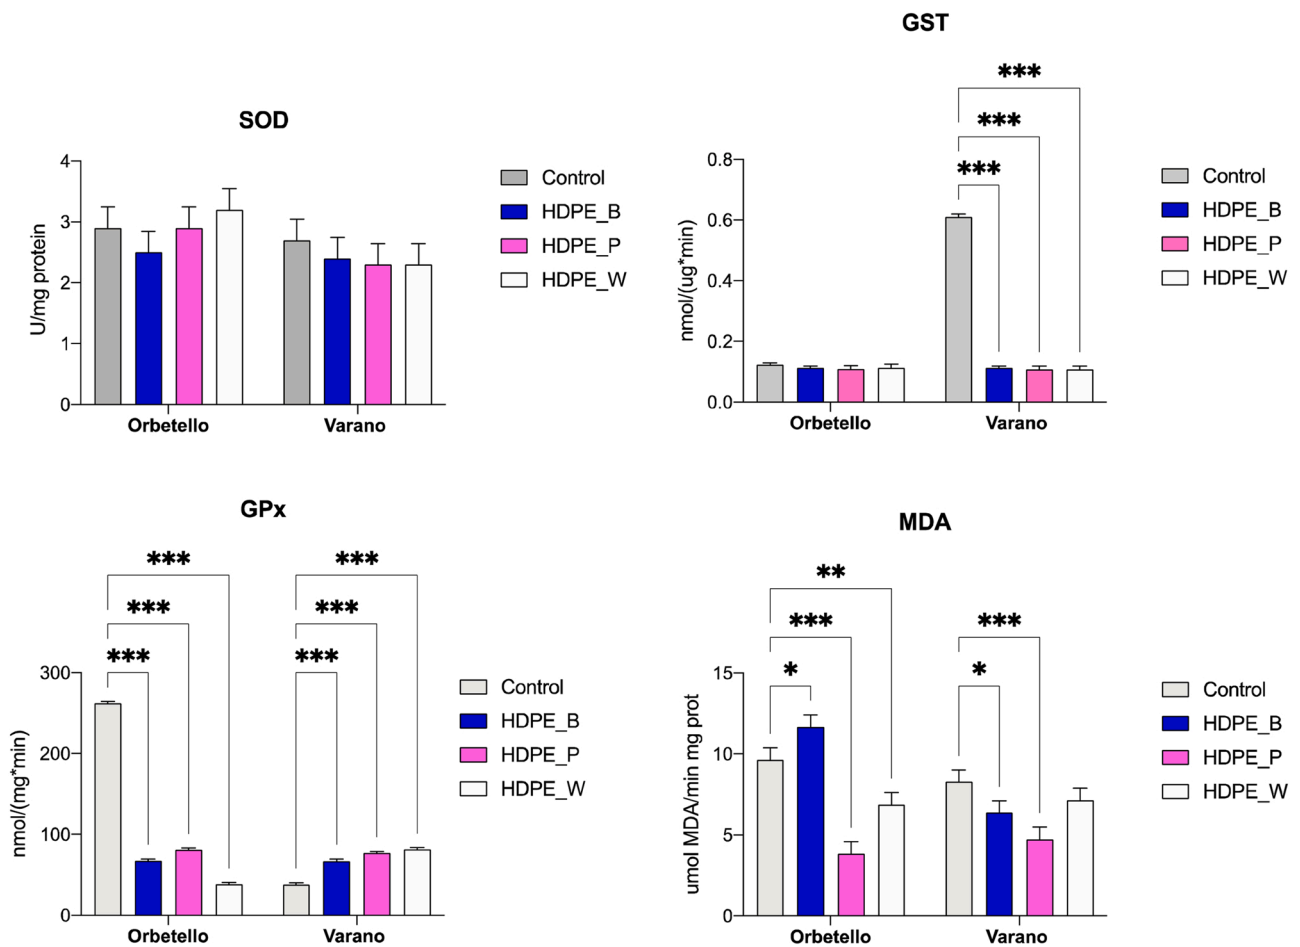 SOD
4
3
2
1
0
U/mg protein
Orbetello
Varano
Control
HDPE_B
HDPE_P
HDPE_W
GST
***
***
***
0.8
0.6
0.4
0.2
0.0
nmol/(ug*min)
Orbetello
Varano
Control
HDPE_B
HDPE_P
HDPE_W
GPx
***
***
***
***
***
***
300
200
100
0
nmol/(mg*min)
Orbetello
Varano
Control
HDPE_B
HDPE_P
HDPE_W
MDA
**
***
***
*
*
15
10
5
0
umol MDA/min mg prot
Orbetello
Varano
Control
HDPE_B
HDPE_P
HDPE_W